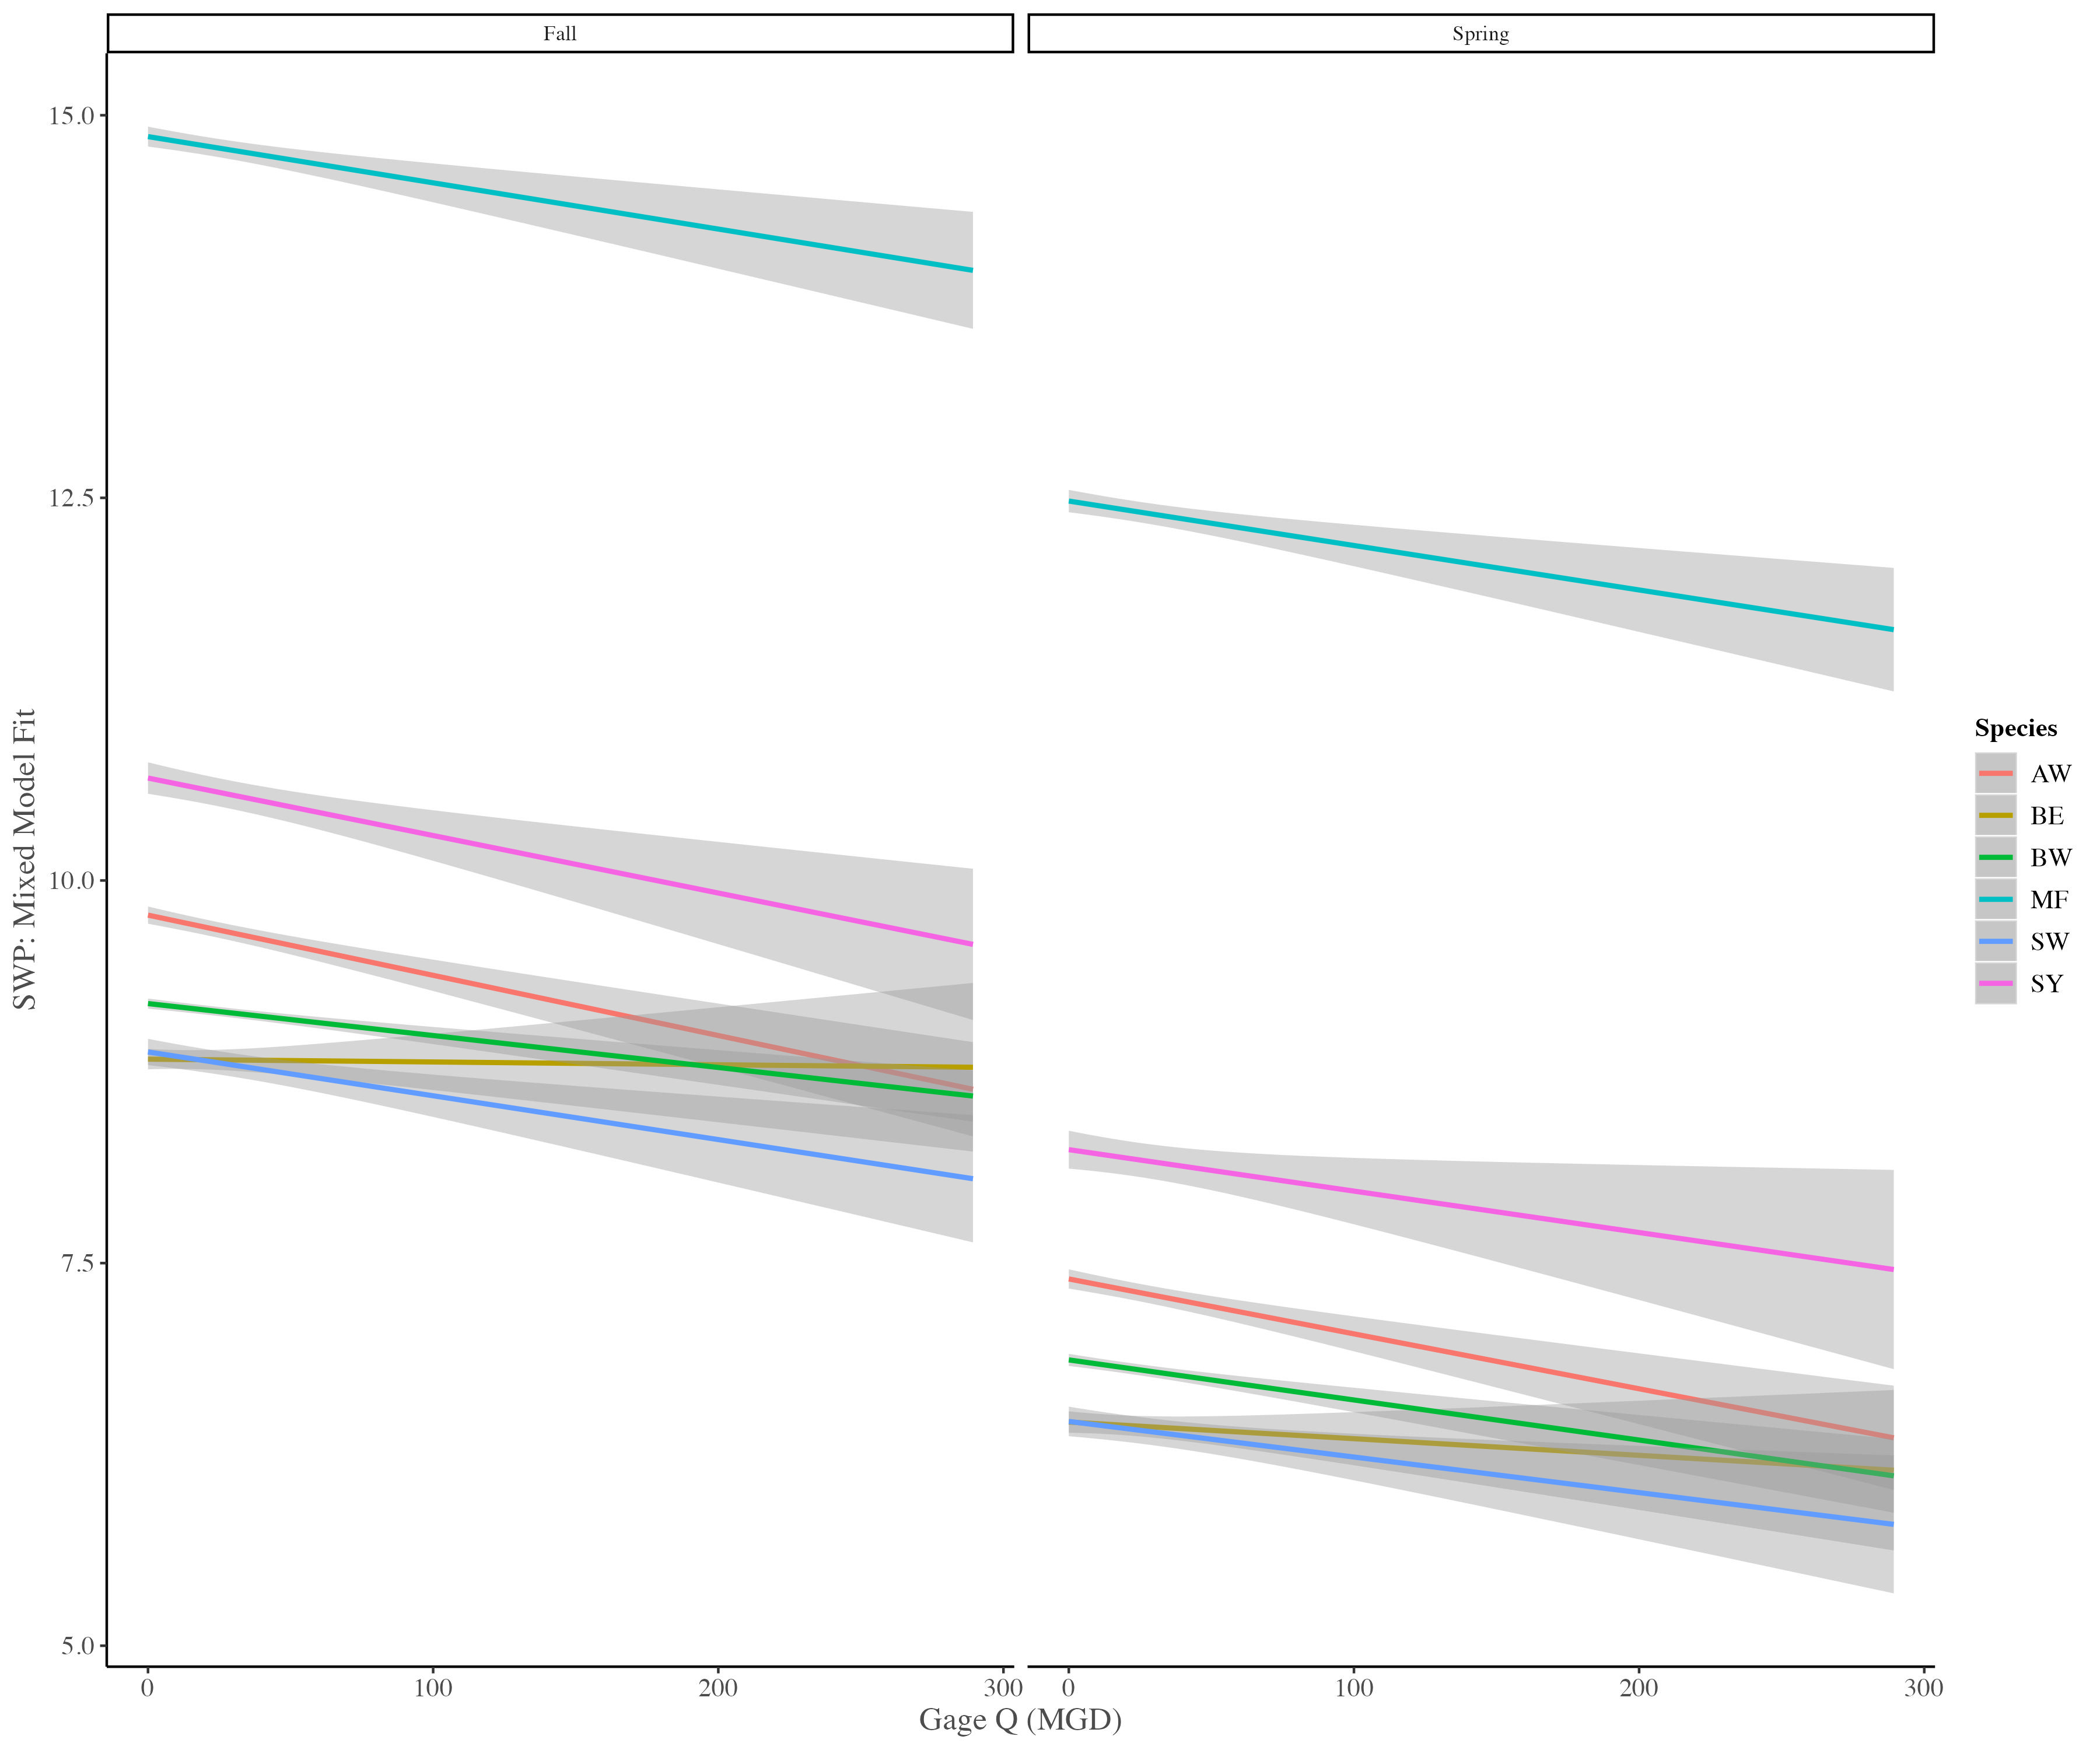 Fall
Spring
15.0
12.5
10.0
7.5
5.0
SWP: Mixed Model Fit
0 100 200 300
0 100 200 300
Gage Q (MGD)
Species
AW
BE
BW
MF
SW
SY